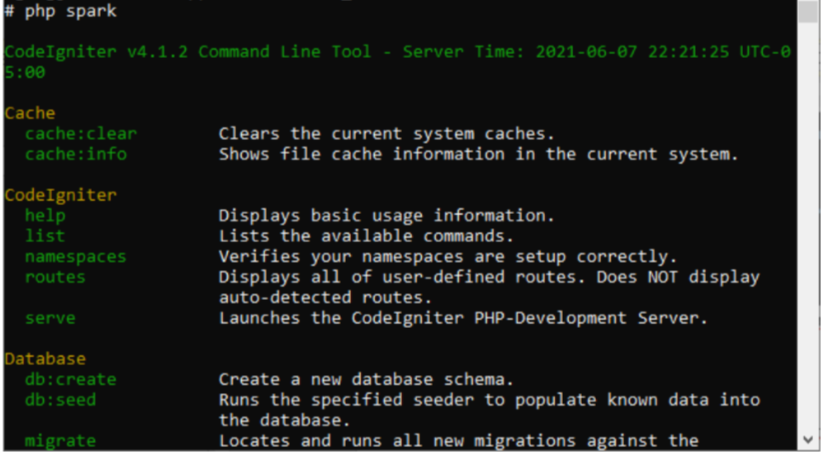 # php spark
CodeIgniter v4.1.2 Command Line Tool - Server Time: 2021-06-07 22:21:25 UTC-0
5:00
Cache
cache:clear Clears the current system caches.
cache:info Shows file cache information in the current system.
CodeIgniter
help Displays basic usage information.
list Lists the available commands.
namespaces Verifies your namespaces are setup correctly.
routes Displays all of user-defined routes. Does NOT display
auto-detected routes.
serve Launches the CodeIgniter PHP-Development Server.
Database
db:create Create a new database schema.
db:seed Runs the specified seeder to populate known data into
the database.
migrate Locates and runs all new migrations against the